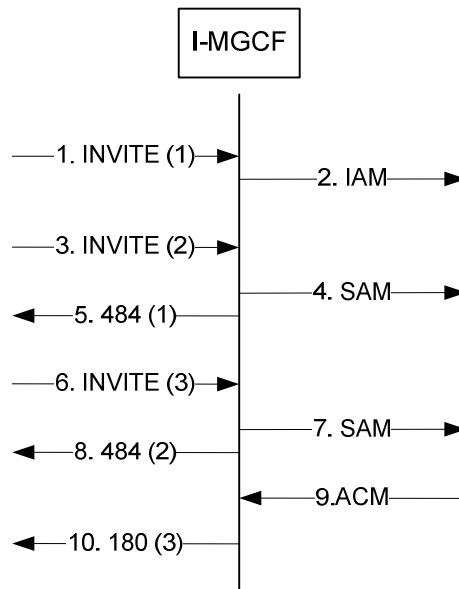 I-MGCF
1. INVITE (1)
2. IAM
3. INVITE (2)
4. SAM
5. 484 (1)
6. INVITE (3)
7. SAM
8. 484 (2)
9.ACM
10. 180 (3)